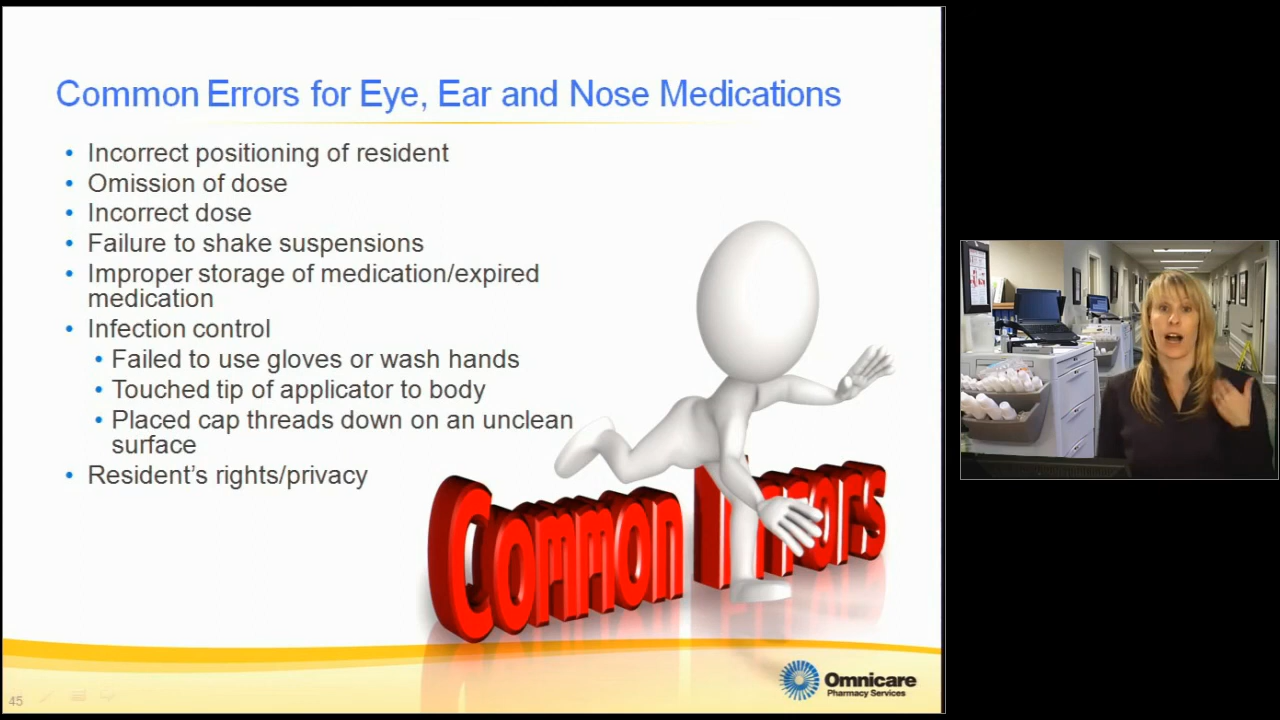 Common Errors for Eye, Ear and Nose Medications
• Incorrect positioning of resident
• Omission of dose
• Incorrect dose
• Failure to shake suspensions
• Improper storage of medication/expired
medication
• Infection control
• Failed to use gloves or wash hands
• Touched tip of applicator to body
• Placed cap threads down on an unclean
surface
• Resident's rights/privacy
Common Errors
Omnicare
Pharmacy Services
45